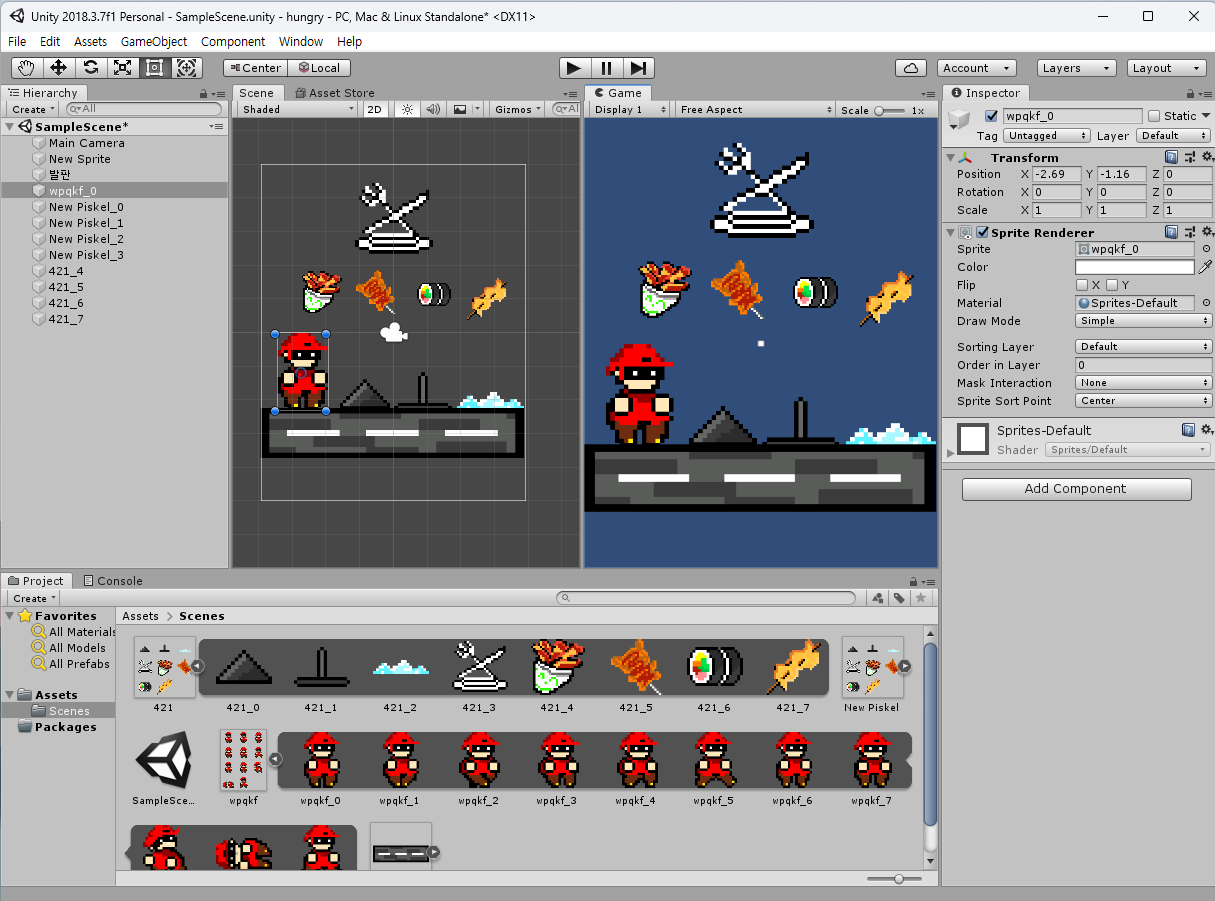 Unity 2018.3.7f1 Personal - SampleScene.unity - hungry - PC, Mac & Linux Standalone* <DX11>
File Edit Assets GameObject Component Window Help
Center Local Account Layers Layout
Hierarchy
Create All
SampleScene*
Main Camera
New Sprite
발판
wpqkf_0
New Piskel_0
New Piskel_1
New Piskel_2
New Piskel_3
421_4
421_5
421_6
421_7
Scene Asset Store
Shaded 2D Gizmos All
Game
Display 1 Free Aspect Scale 1x
Inspector
wpqkf_0 Static
Tag Untagged Layer Default
Transform
Position X -2.69 Y -1.16 Z 0
Rotation X 0 Y 0 Z 0
Scale X 1 Y 1 Z 1
Sprite Renderer
Sprite wpqkf_0
Color
Flip X Y
Material Sprites-Default
Draw Mode Simple
Sorting Layer Default
Order in Layer 0
Mask Interaction None
Sprite Sort Point Center
Sprites-Default
Shader Sprites/Default
Add Component
Project Console
Create
Favorites
All Materials
All Models
All Prefabs
Assets
Scenes
Packages
Assets > Scenes
421 421_0 421_1 421_2 421_3 421_4 421_5 421_6 421_7 New Piskel
SampleSce... wpqkf wpqkf_0 wpqkf_1 wpqkf_2 wpqkf_3 wpqkf_4 wpqkf_5 wpqkf_6 wpqkf_7